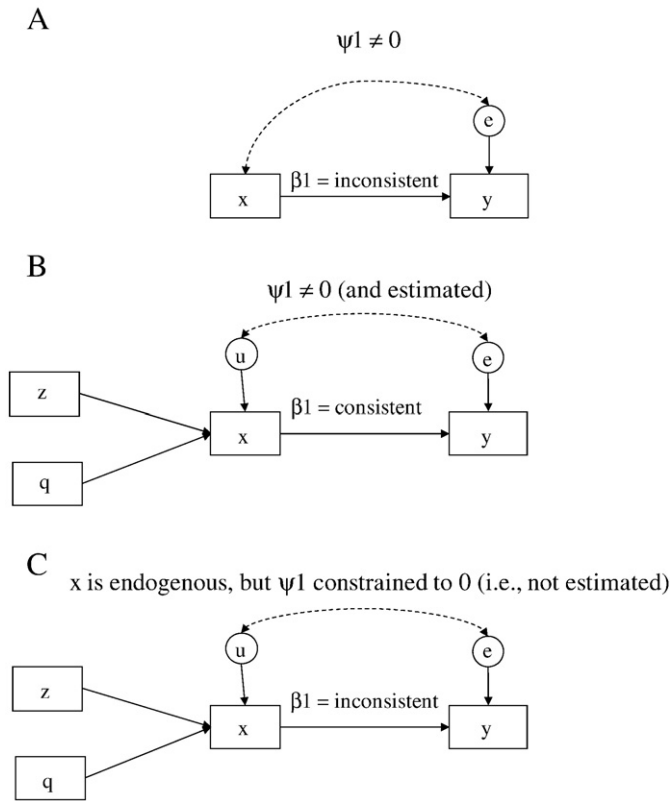 A
ψ1 ≠ 0
e
β1 = inconsistent
x
y
B
ψ1 ≠ 0 (and estimated)
u
e
z
β1 = consistent
x
y
q
C
x is endogenous, but ψ1 constrained to 0 (i.e., not estimated)
u
e
z
β1 = inconsistent
x
y
q